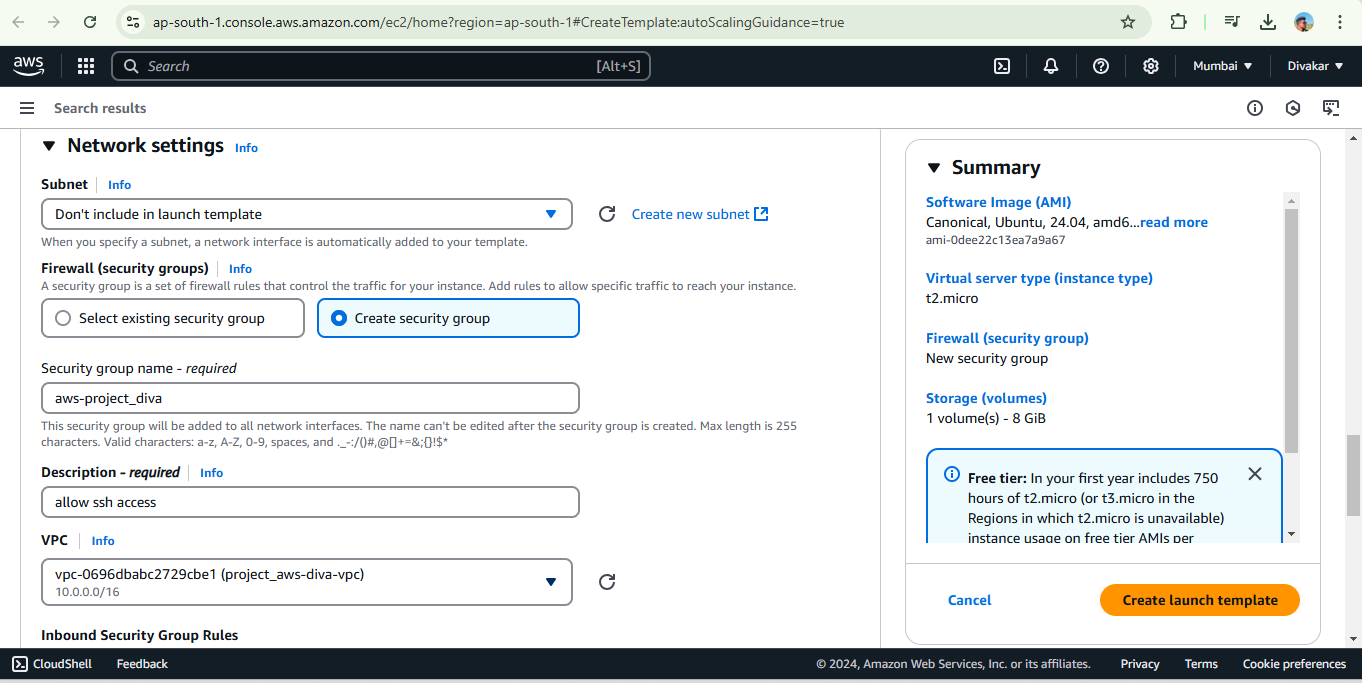 ap-south-1.console.aws.amazon.com/ec2/home?region=ap-south-1#CreateTemplate:autoScalingGuidance=true
aws
Search
[Alt+S]
Mumbai
Divakar
Search results
Network settings Info
Subnet Info
Don't include in launch template
Create new subnet
When you specify a subnet, a network interface is automatically added to your template.
Firewall (security groups) Info
A security group is a set of firewall rules that control the traffic for your instance. Add rules to allow specific traffic to reach your instance.
Select existing security group
Create security group
Security group name - required
aws-project_diva
This security group will be added to all network interfaces. The name can't be edited after the security group is created. Max length is 255
characters. Valid characters: a-z, A-Z, 0-9, spaces, and ._-:/()#,@[]+=&;{}!$*
Description - required Info
allow ssh access
VPC Info
vpc-0696dbabc2729cbe1 (project_aws-diva-vpc)
10.0.0.0/16
Inbound Security Group Rules
Summary
Software Image (AMI)
Canonical, Ubuntu, 24.04, amd6...read more
ami-0dee22c13ea7a9a67
Virtual server type (instance type)
t2.micro
Firewall (security group)
New security group
Storage (volumes)
1 volume(s) - 8 GiB
Free tier: In your first year includes 750
hours of t2.micro (or t3.micro in the
Regions in which t2.micro is unavailable)
instance usage on free tier AMIs per
Cancel
Create launch template
CloudShell
Feedback
© 2024, Amazon Web Services, Inc. or its affiliates.
Privacy
Terms
Cookie preferences